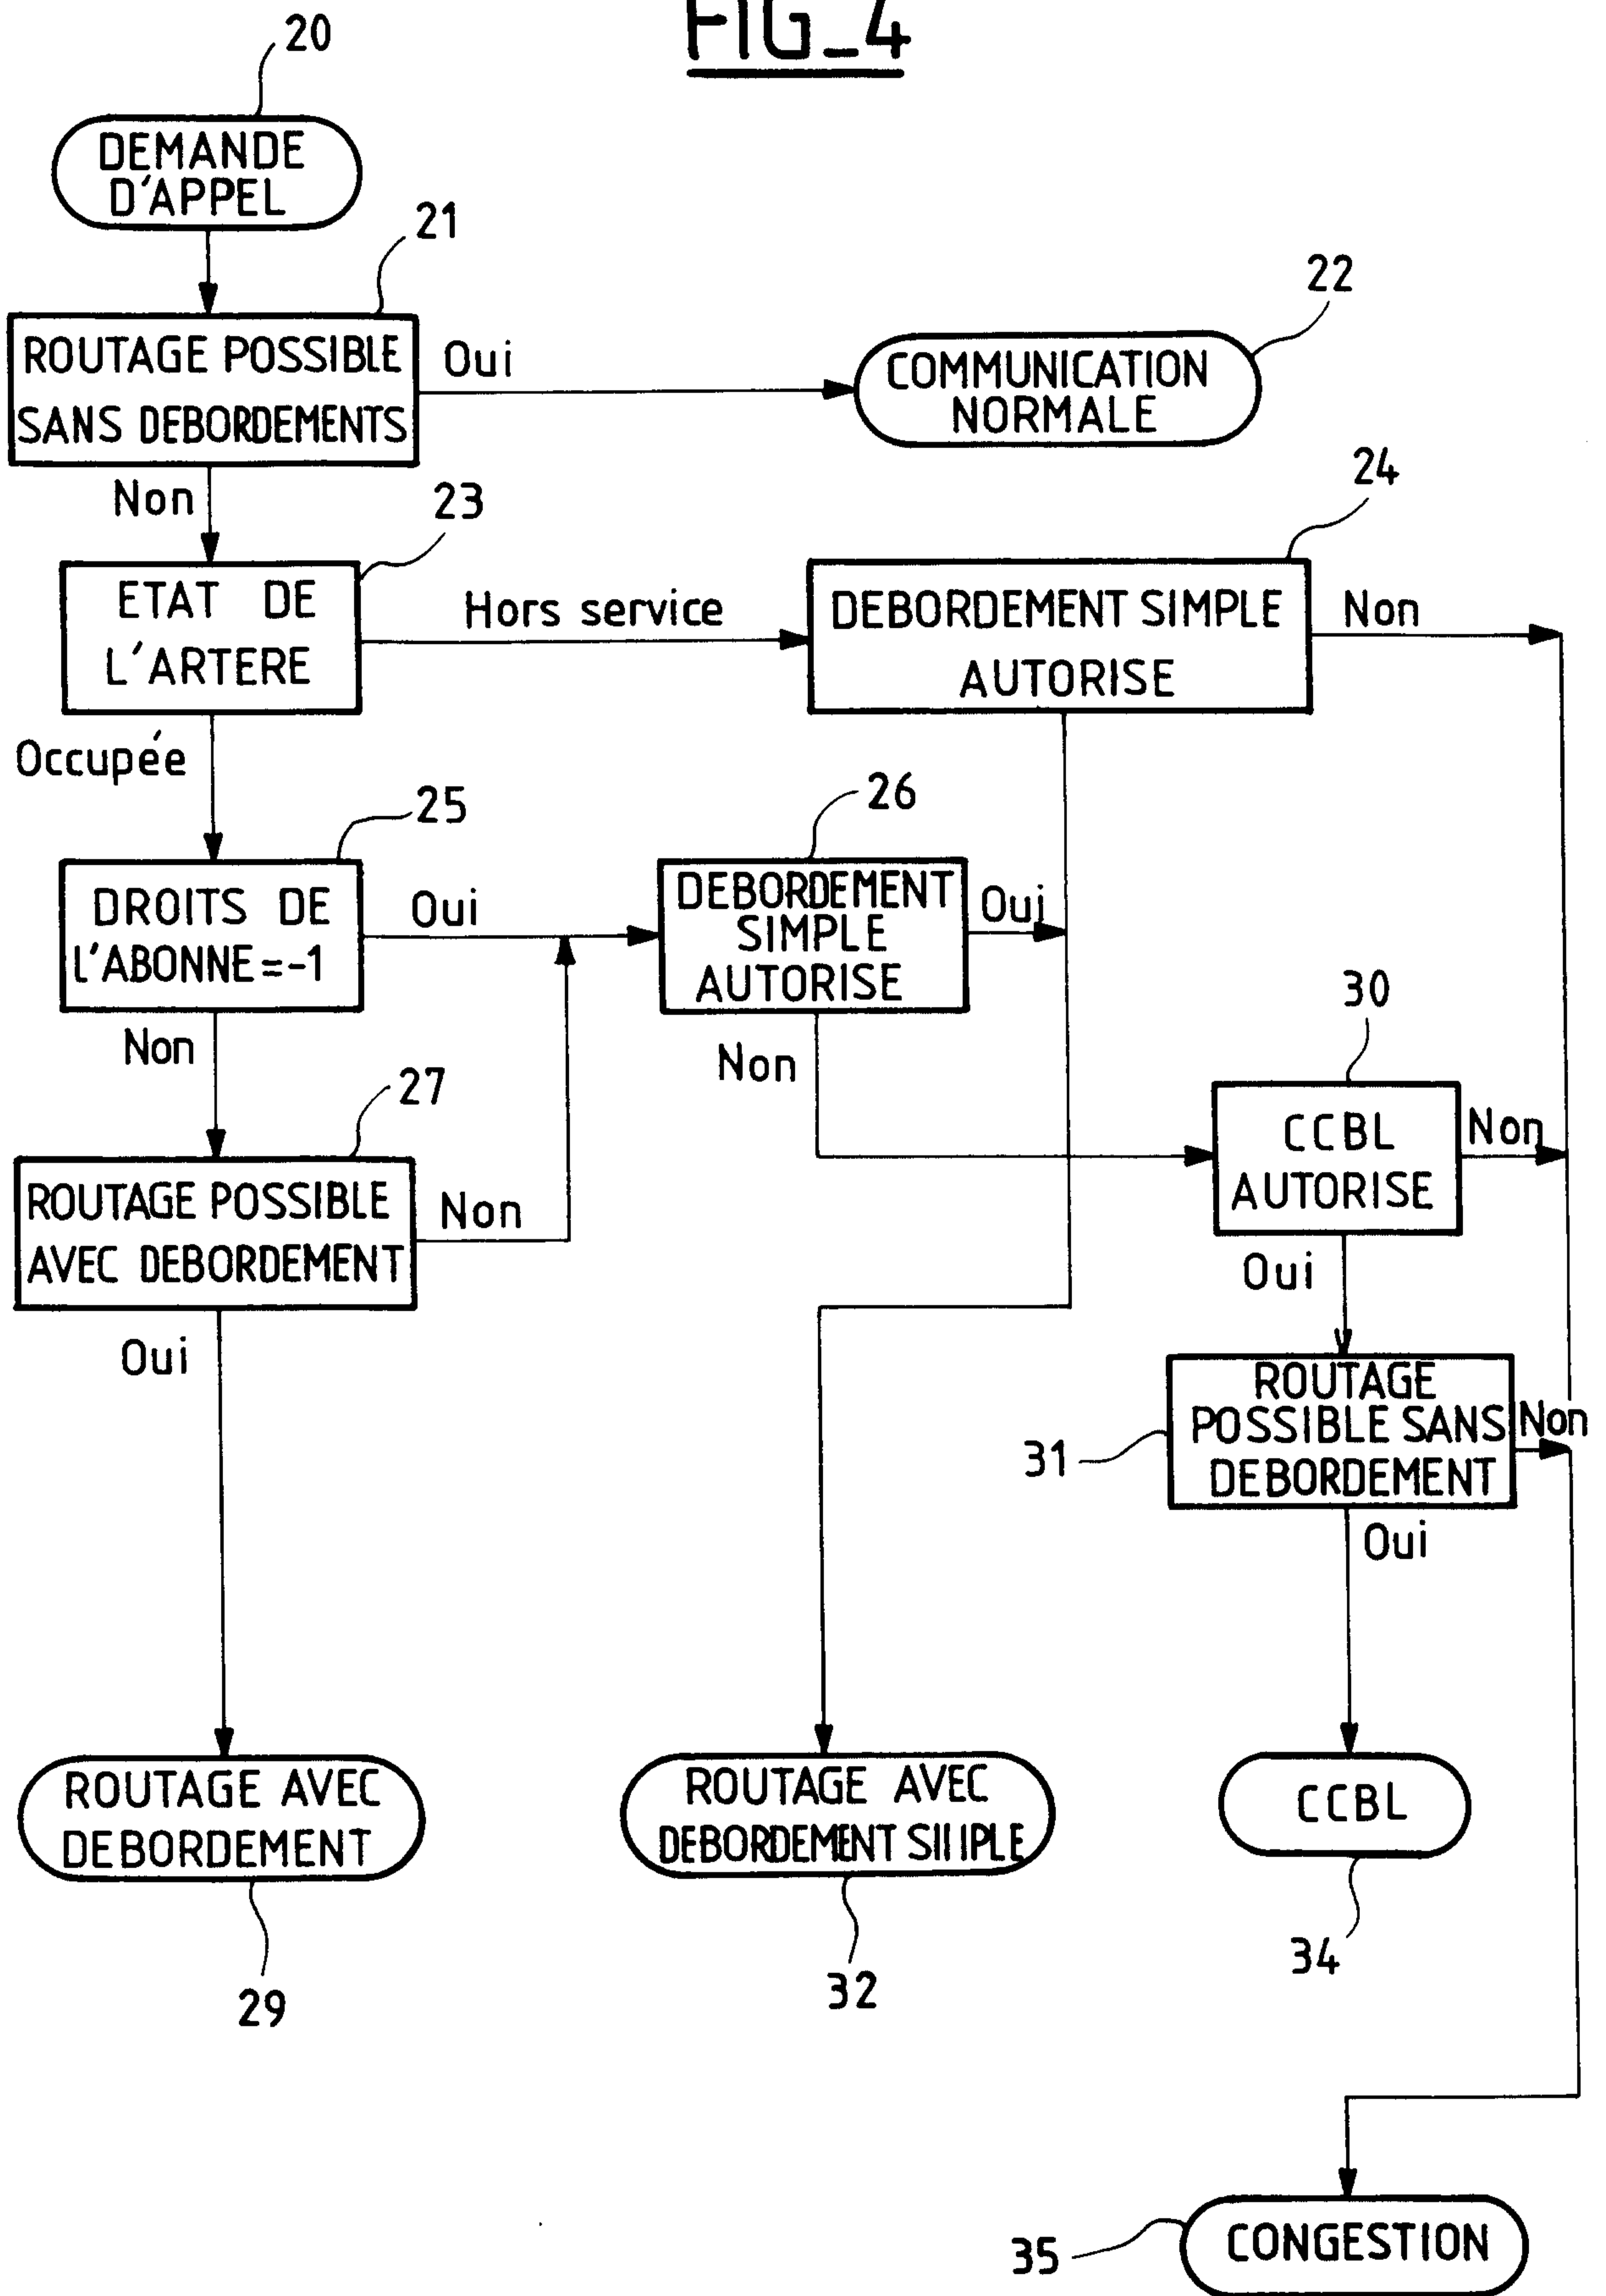 FIG_4
20
DEMANDE
D'APPEL
21
ROUTAGE POSSIBLE
SANS DEBORDEMENTS
Oui
22
COMMUNICATION
NORMALE
Non
23
24
ETAT DE
L'ARTERE
Hors service
DEBORDEMENT SIMPLE
AUTORISE
Non
Occupée
25
26
DROITS DE
L'ABONNE=-1
Oui
DEBORDEMENT
SIMPLE
AUTORISE
Oui
30
Non
Non
27
CCBL
AUTORISE
Non
ROUTAGE POSSIBLE
AVEC DEBORDEMENT
Non
Oui
Oui
31
ROUTAGE
POSSIBLE SANS
DEBORDEMENT
Non
Oui
ROUTAGE AVEC
DEBORDEMENT
ROUTAGE AVEC
DEBORDEMENT SIIIPLE
CCBL
29
32
34
35
CONGESTION